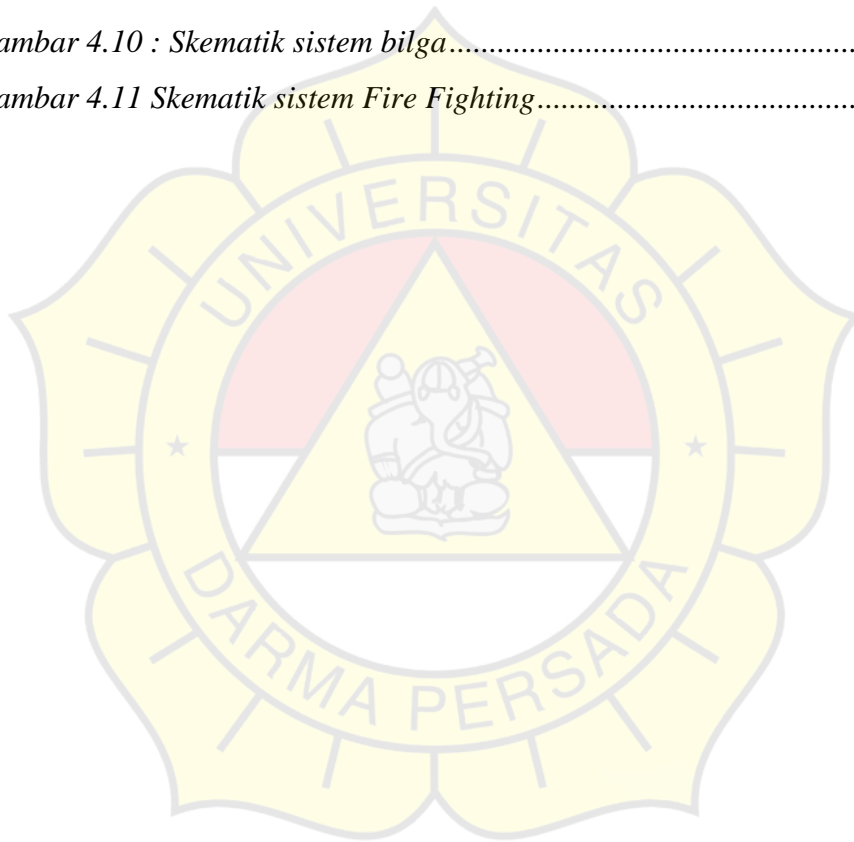 ambar 4.10 : Skematik sistem bilga.......................................................
ambar 4.11 Skematik sistem Fire Fighting............................................
UNIVERSITAS
DARMA PERSADA